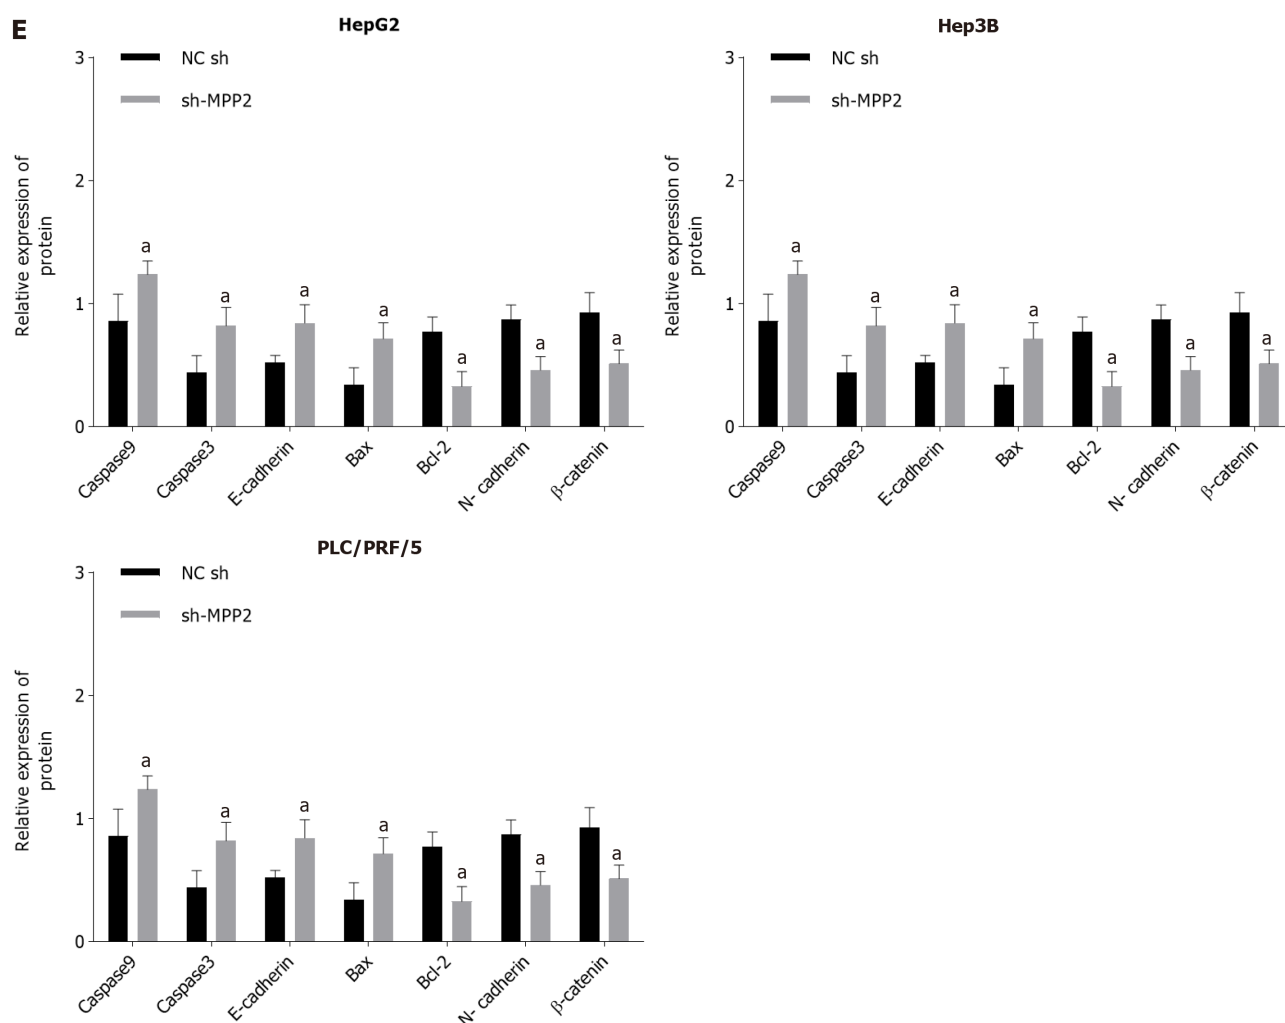 E
HepG2
NC sh
sh-MPP2
Relative expression of
protein
3
2
1
0
a
a
a
a
a
a
a
Caspase9
Caspase3
E-cadherin
Bax
Bcl-2
N- cadherin
β-catenin
Hep3B
NC sh
sh-MPP2
Relative expression of
protein
3
2
1
0
a
a
a
a
a
a
a
Caspase9
Caspase3
E-cadherin
Bax
Bcl-2
N- cadherin
β-catenin
PLC/PRF/5
NC sh
sh-MPP2
Relative expression of
protein
3
2
1
0
a
a
a
a
a
a
a
Caspase9
Caspase3
E-cadherin
Bax
Bcl-2
N- cadherin
β-catenin